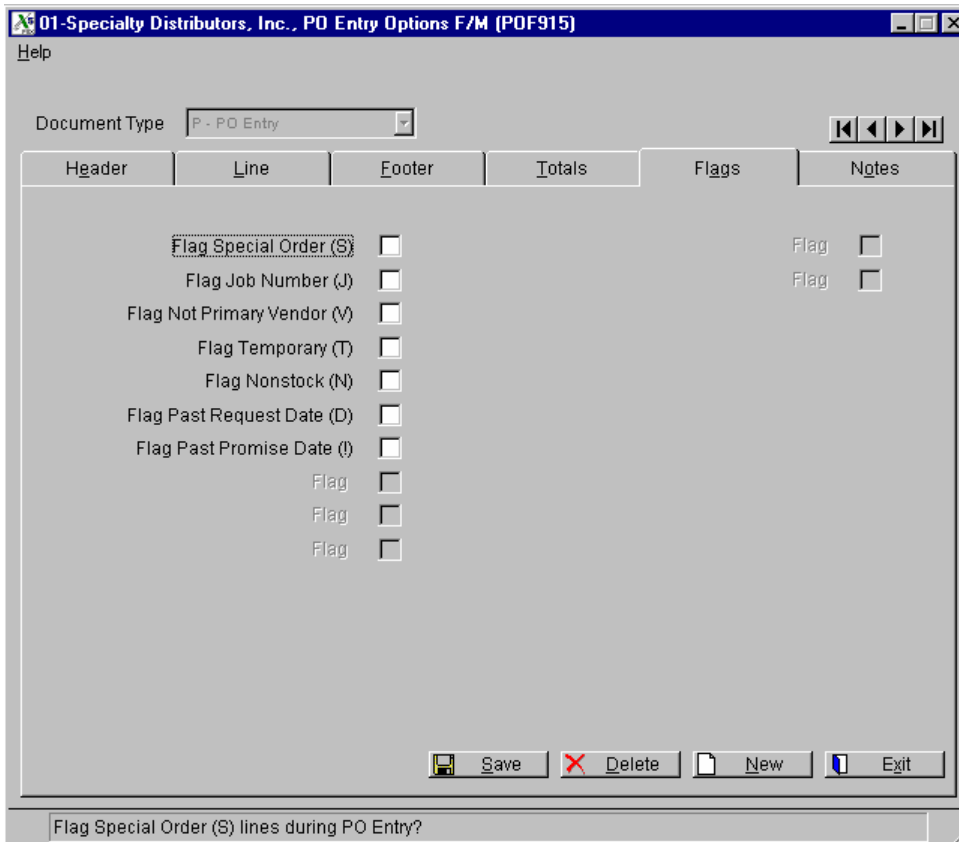 01-Specialty Distributors, Inc., PO Entry Options F/M (POF915)
Help
Document Type P - PO Entry
Header Line Footer Totals Flags Notes
Flag Special Order (S) Flag
Flag Job Number (J) Flag
Flag Not Primary Vendor (V)
Flag Temporary (T)
Flag Nonstock (N)
Flag Past Request Date (D)
Flag Past Promise Date (!)
Flag
Flag
Flag
Save Delete New Exit
Flag Special Order (S) lines during PO Entry?